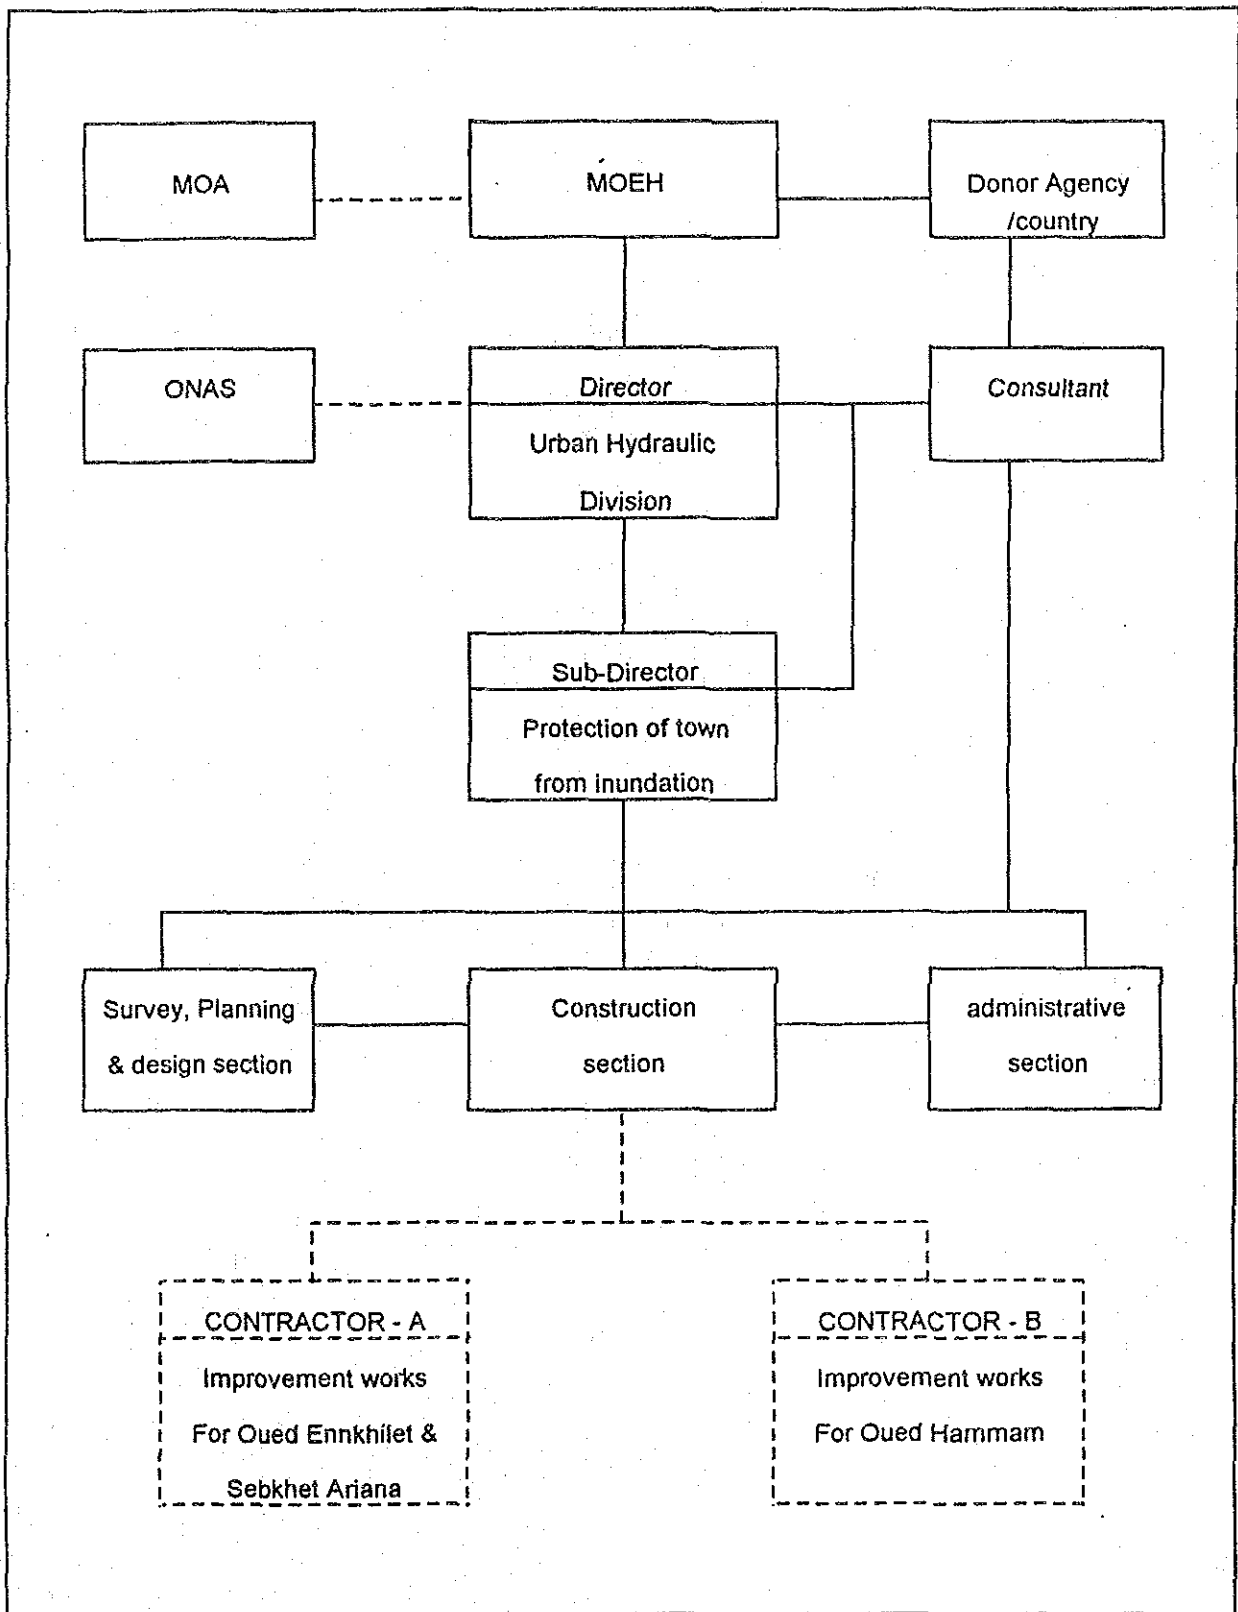 MOA
MOEH
Donor Agency
/country
ONAS
Director
Urban Hydraulic
Division
Consultant
Sub-Director
Protection of town
from inundation
Survey, Planning
& design section
Construction
section
administrative
section
CONTRACTOR - A
Improvement works
For Oued Ennkhilet &
Sebkhet Ariana
CONTRACTOR - B
Improvement works
For Oued Hammam